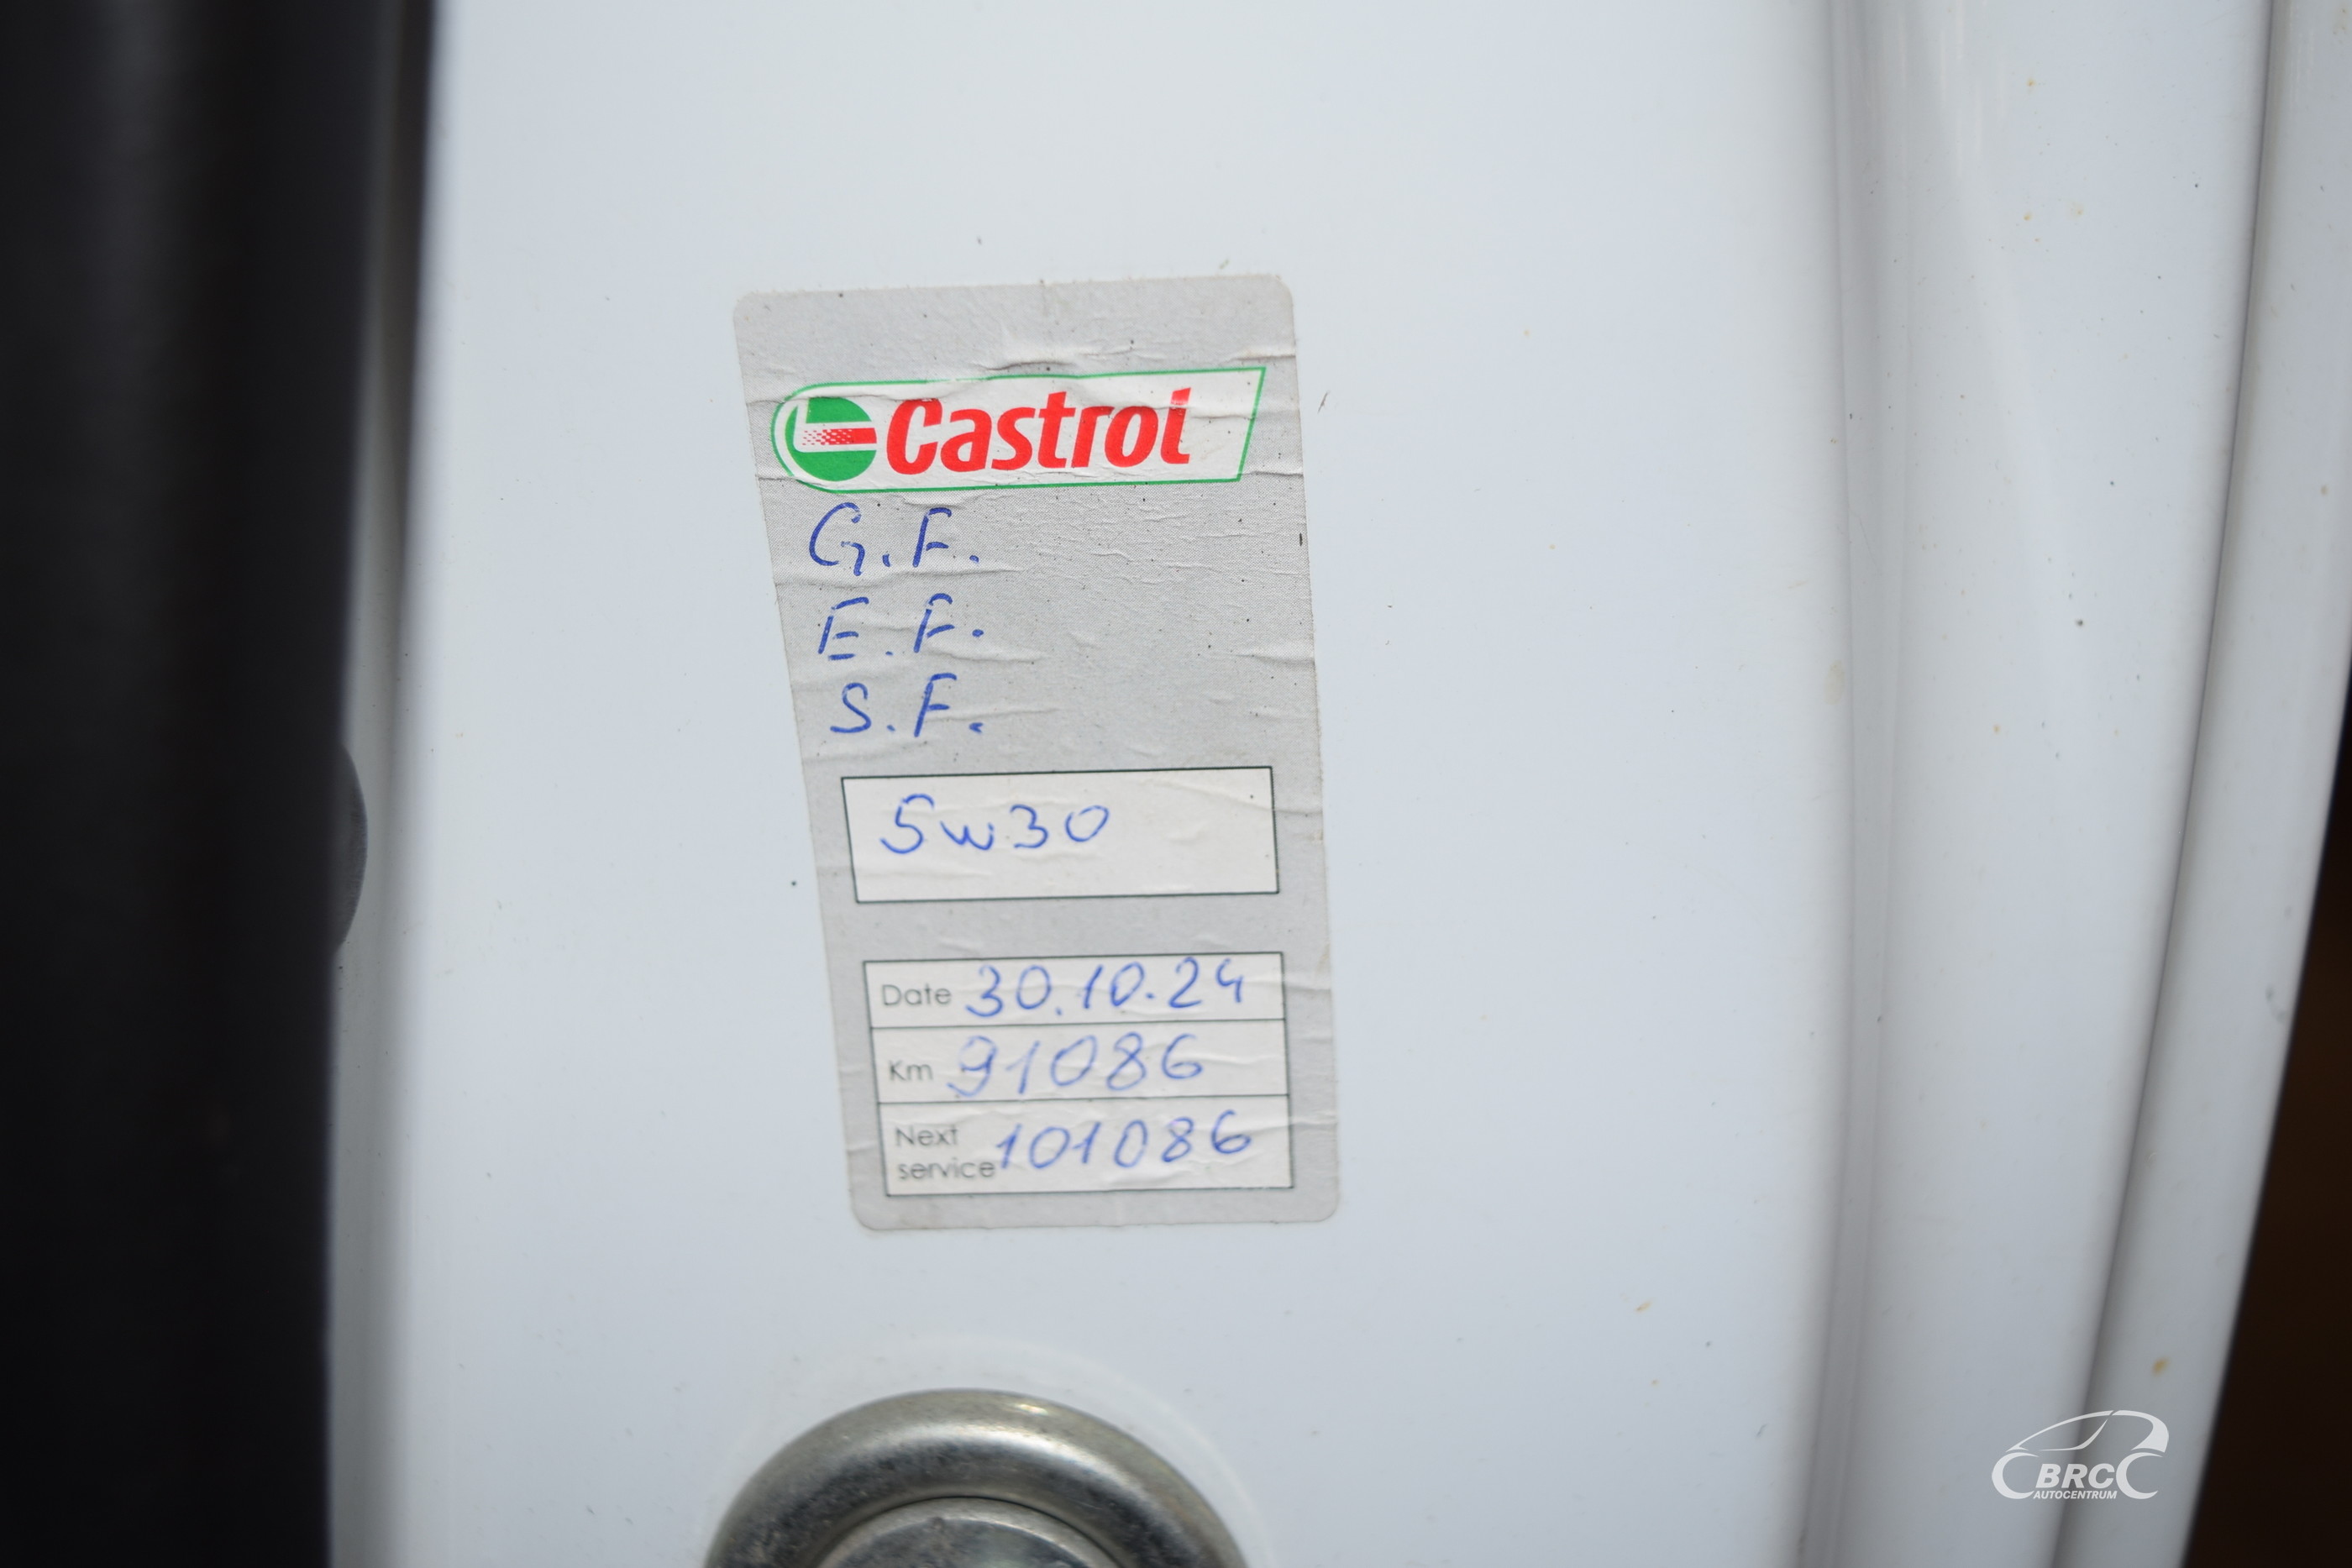 Castrol
G.F.
E.F.
S.F.
5w30
Date 30.10.24
Km 91086
Next service 101086
BRC
AUTOCENTRUM